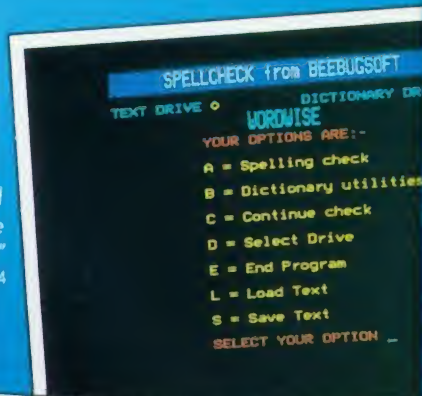 SPELLCHECK from BEEBUGSOFT
TEXT DRIVE 0 DICTIONARY DR
WORDWISE
YOUR OPTIONS ARE:-
A = Spelling check
B = Dictionary utilities
C = Continue check
D = Select Drive
E = End Program
L = Load Text
S = Save Text
SELECT YOUR OPTION _